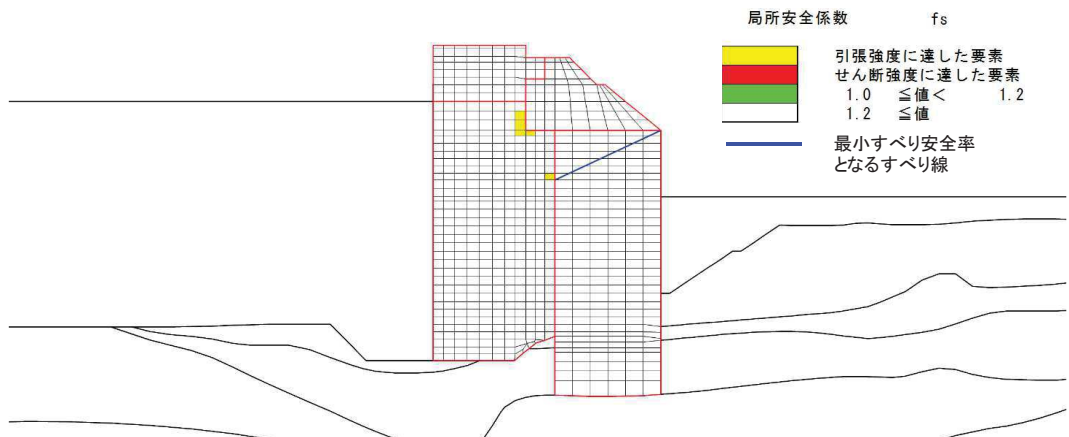 局所安全係数 fs
引張強度に達した要素
せん断強度に達した要素
1.0 ≦値< 1.2
1.2 ≦値
最小すべり安全率
となるすべり線